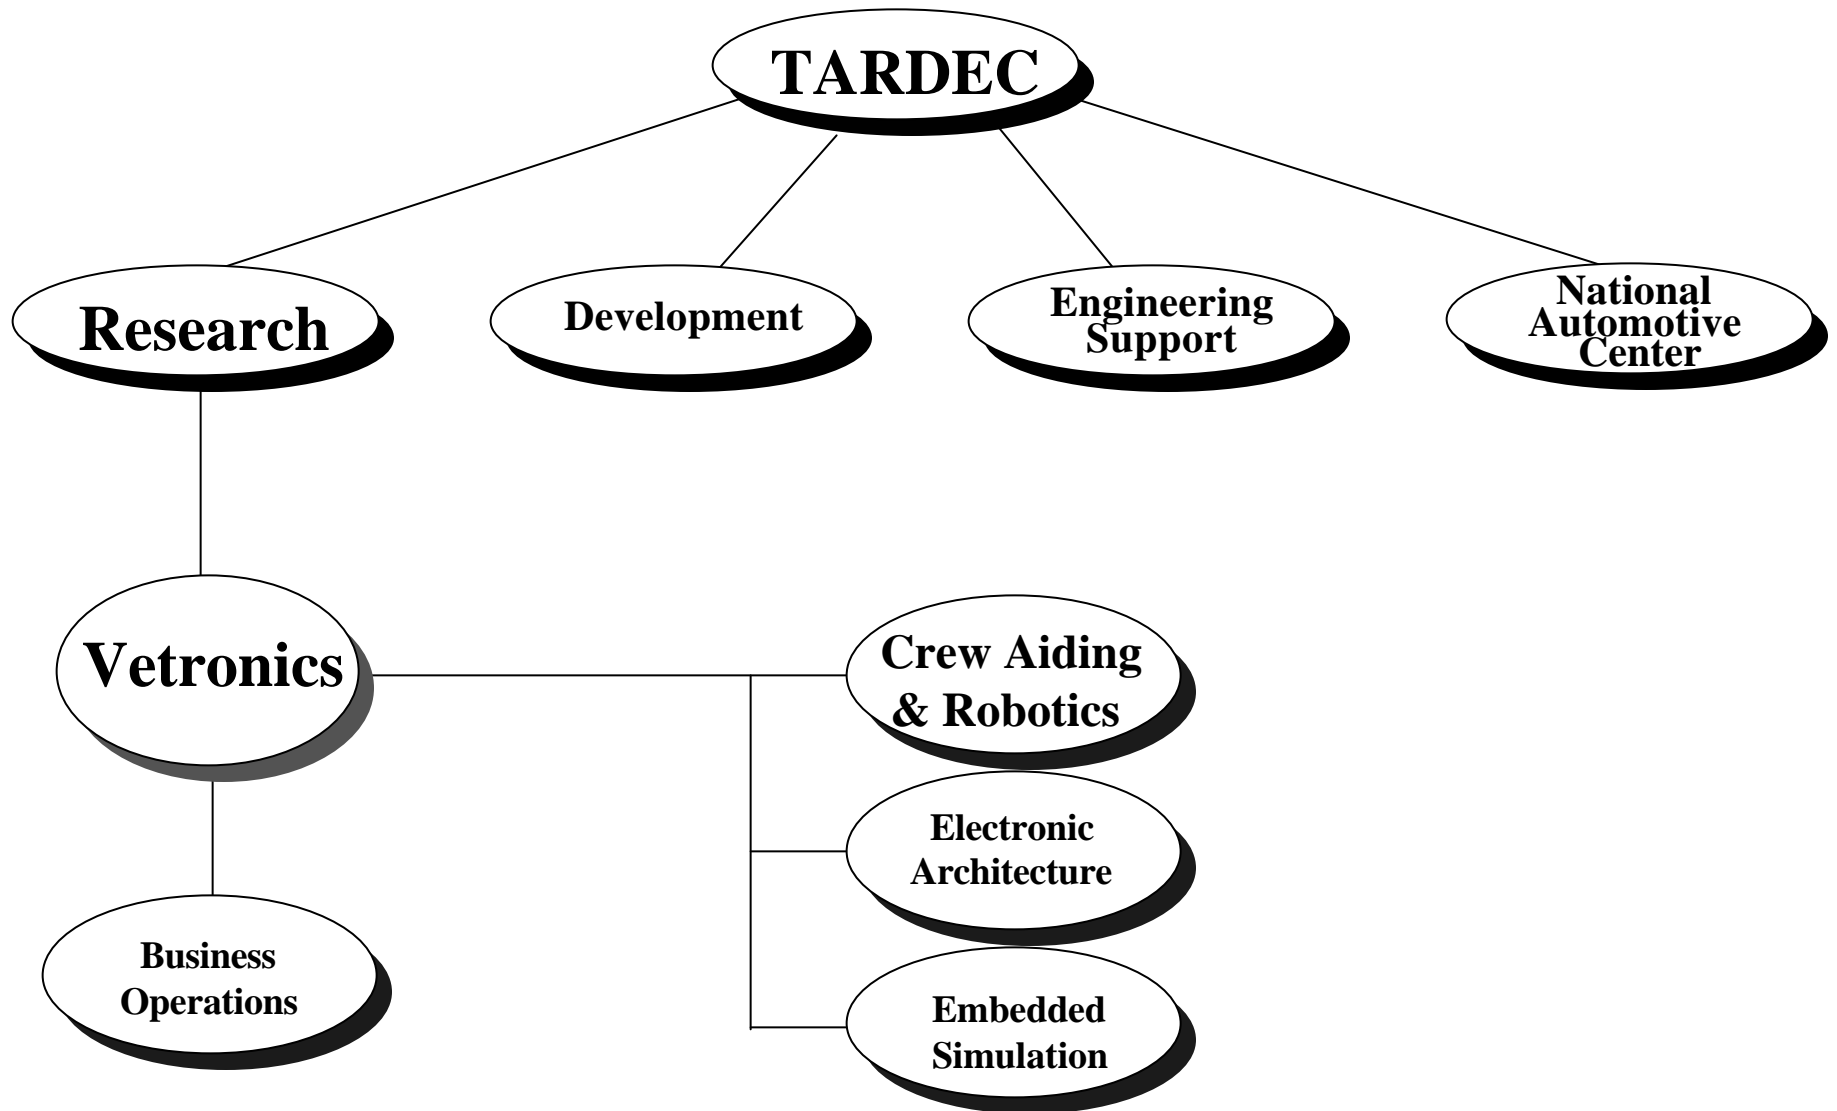 TARDEC
Research
Development
Engineering
Support
National
Automotive
Center
Vetronics
Crew Aiding
& Robotics
Electronic
Architecture
Business
Operations
Embedded
Simulation